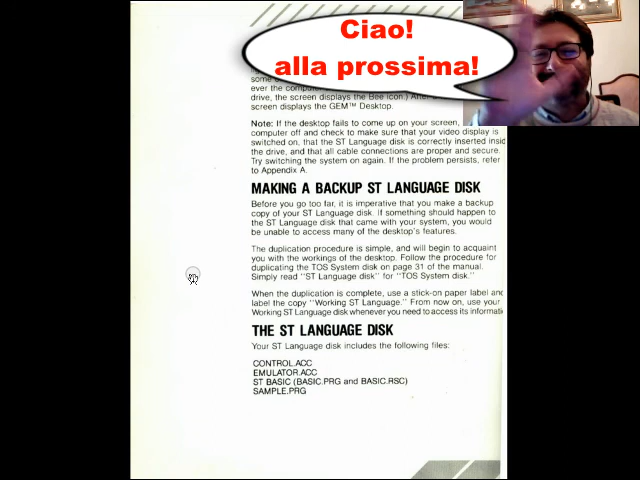 Ciao!
alla prossima!
some
ever the computer
drive, the screen displays the Bee icon.) After a
screen displays the GEM™ Desktop.
Note: If the desktop fails to come up on your screen,
computer off and check to make sure that your video display is
switched on, that the ST Language disk is correctly inserted insid
the drive, and that all cable connections are proper and secure.
Try switching the system on again. If the problem persists, refer
to Appendix A.
MAKING A BACKUP ST LANGUAGE DISK
Before you go too far, it is imperative that you make a backup
copy of your ST Language disk. If something should happen to
the ST Language disk that came with your system, you would
be unable to access many of the desktop's features.
The duplication procedure is simple, and will begin to acquaint
you with the workings of the desktop. Follow the procedure for
duplicating the TOS System disk on page 31 of the manual.
Simply read "ST Language disk" for "TOS System disk."
When the duplication is complete, use a stick-on paper label and
label the copy "Working ST Language." From now on, use your
Working ST Language disk whenever you need to access its informati
THE ST LANGUAGE DISK
Your ST Language disk includes the following files:
CONTROL.ACC
EMULATOR.ACC
ST BASIC (BASIC.PRG and BASIC.RSC)
SAMPLE.PRG